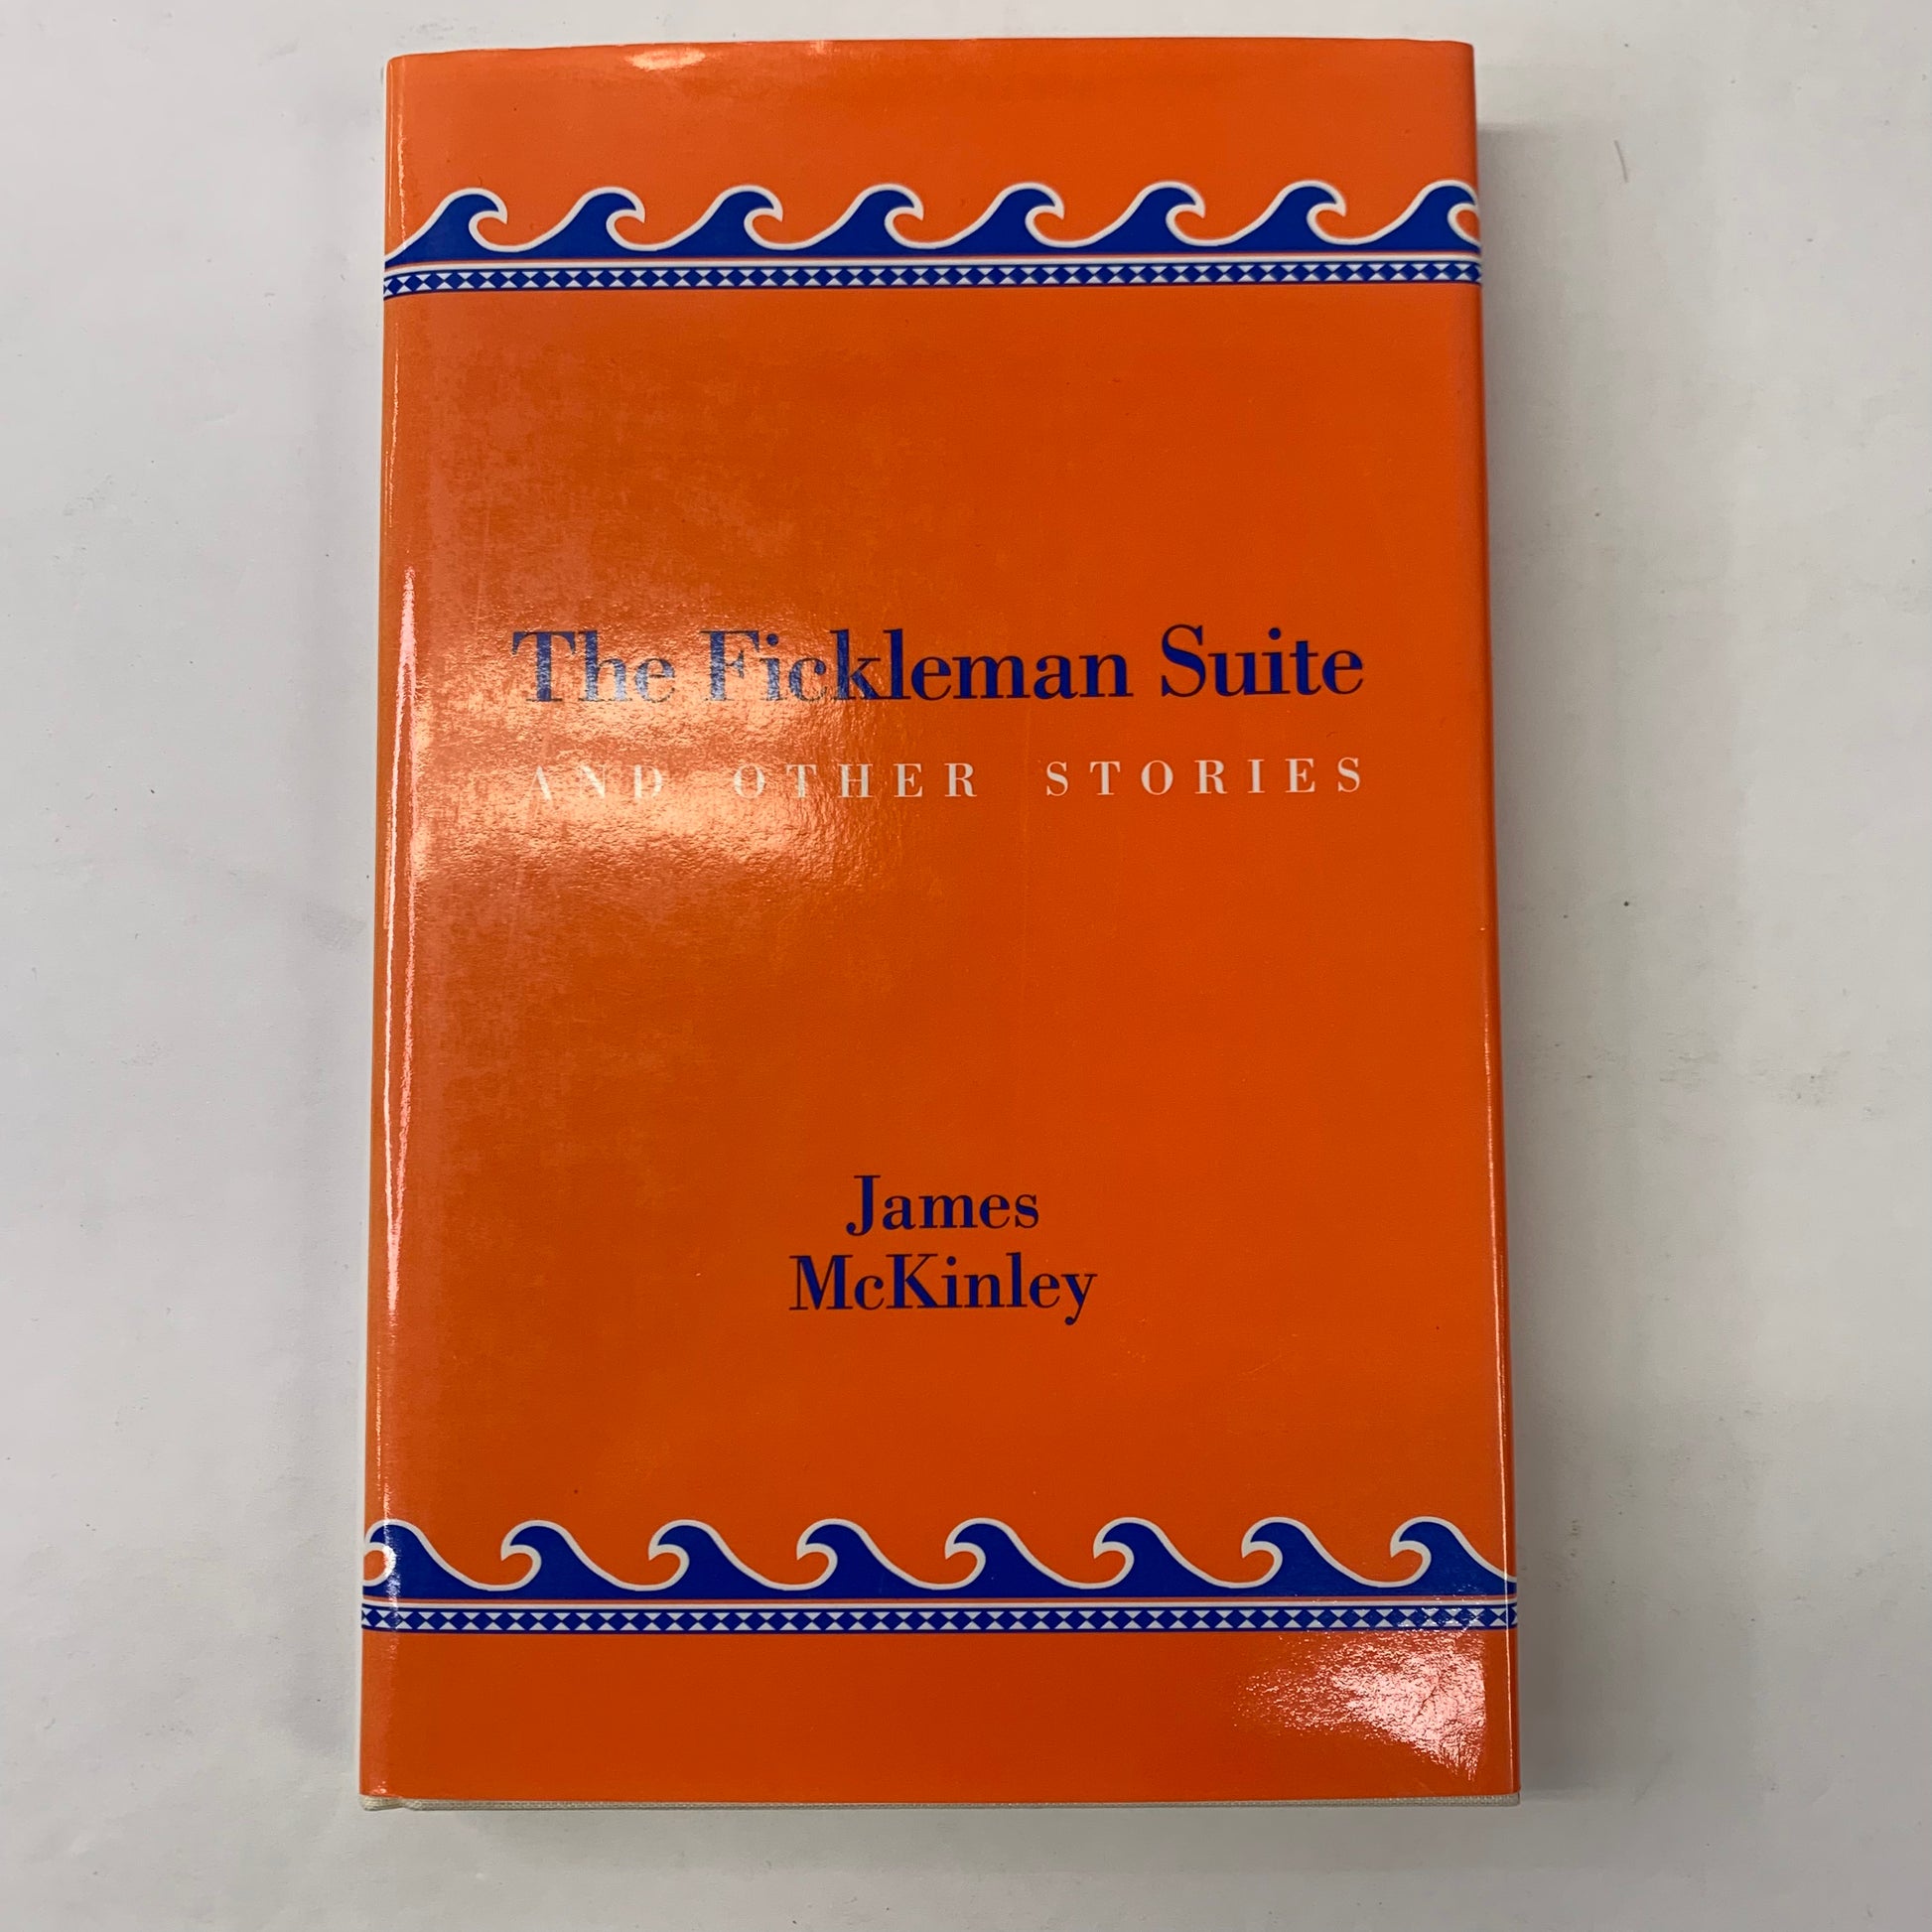 The Fickleman Suite
AND OTHER STORIES
James
McKinley